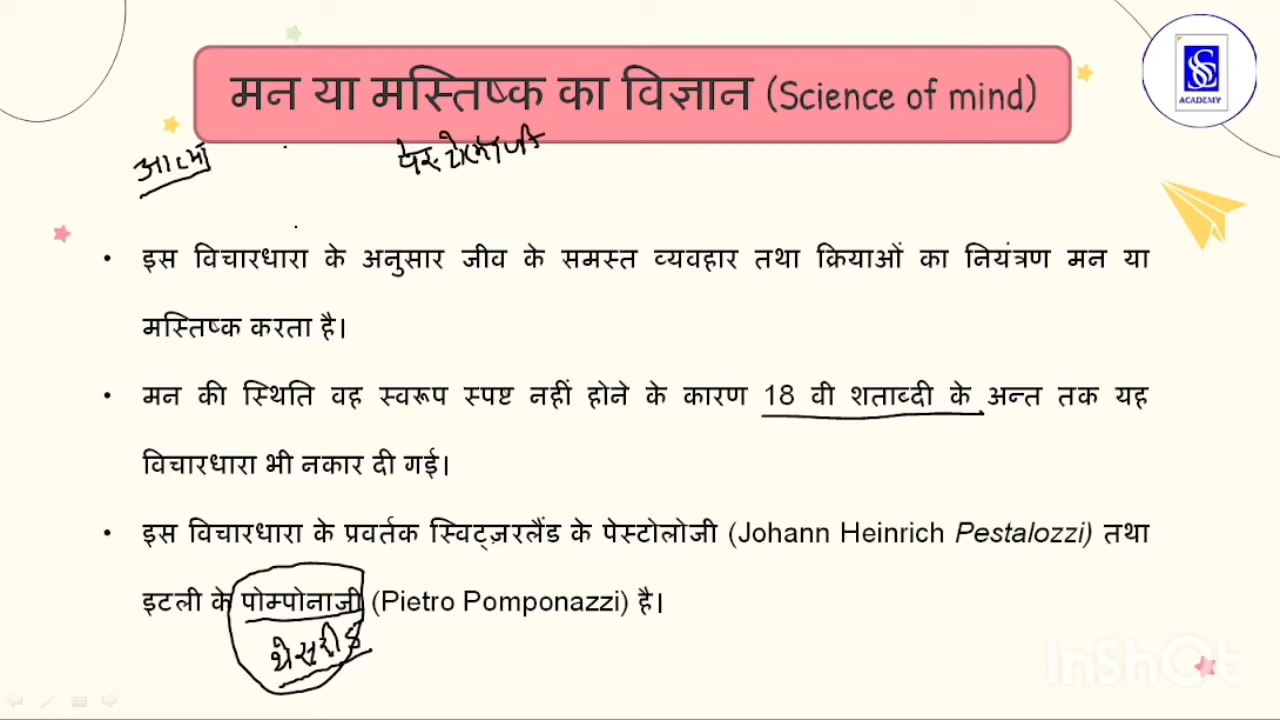 मन या मस्तिष्क का विज्ञान (Science of mind)
SS
ACADEMY
आत्मा
• इस विचारधारा के अनुसार जीव के समस्त व्यवहार तथा क्रियाओं का नियंत्रण मन या
मस्तिष्क करता है।
• मन की स्थिति वह स्वरूप स्पष्ट नहीं होने के कारण 18 वी शताब्दी के अन्त तक यह
विचारधारा भी नकार दी गई।
• इस विचारधारा के प्रवर्तक स्विट्ज़रलैंड के पेस्टोलोजी (Johann Heinrich Pestalozzi) तथा
इटली के पोम्पोनाजी (Pietro Pomponazzi) है।
InShOt